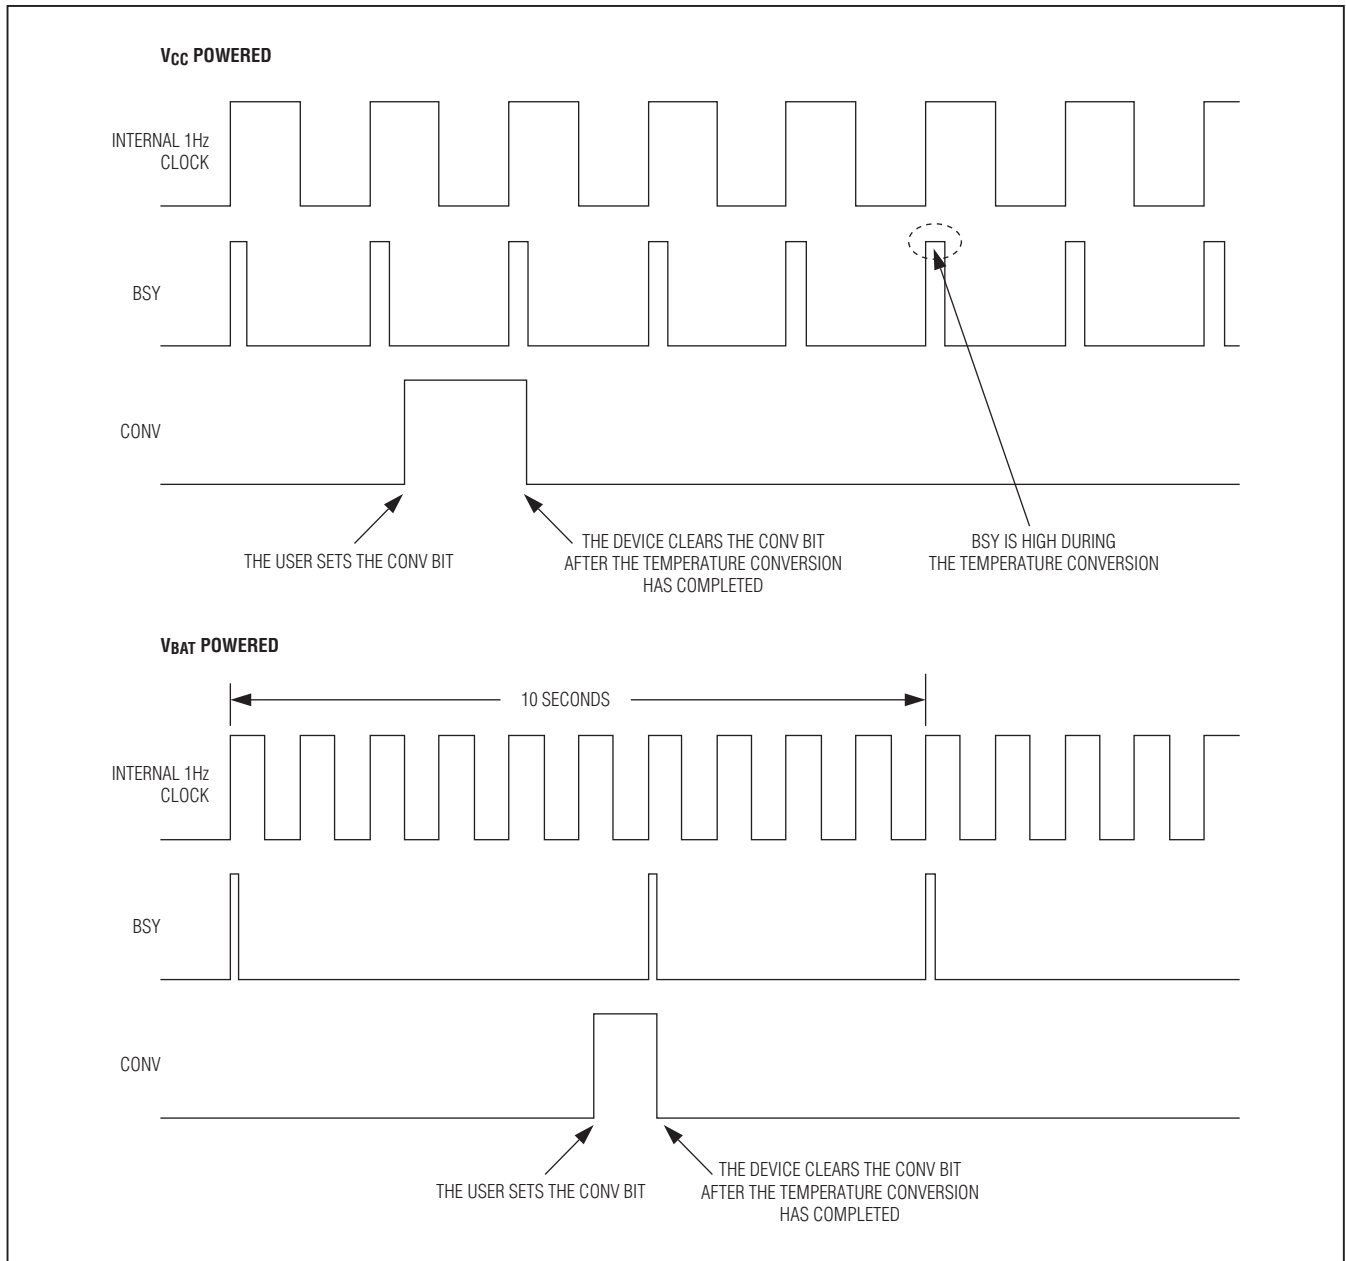 VCC POWERED
INTERNAL 1Hz
CLOCK
BSY
CONV
THE USER SETS THE CONV BIT
THE DEVICE CLEARS THE CONV BIT
AFTER THE TEMPERATURE CONVERSION
HAS COMPLETED
BSY IS HIGH DURING
THE TEMPERATURE CONVERSION
VBAT POWERED
10 SECONDS
INTERNAL 1Hz
CLOCK
BSY
CONV
THE USER SETS THE CONV BIT
THE DEVICE CLEARS THE CONV BIT
AFTER THE TEMPERATURE CONVERSION
HAS COMPLETED